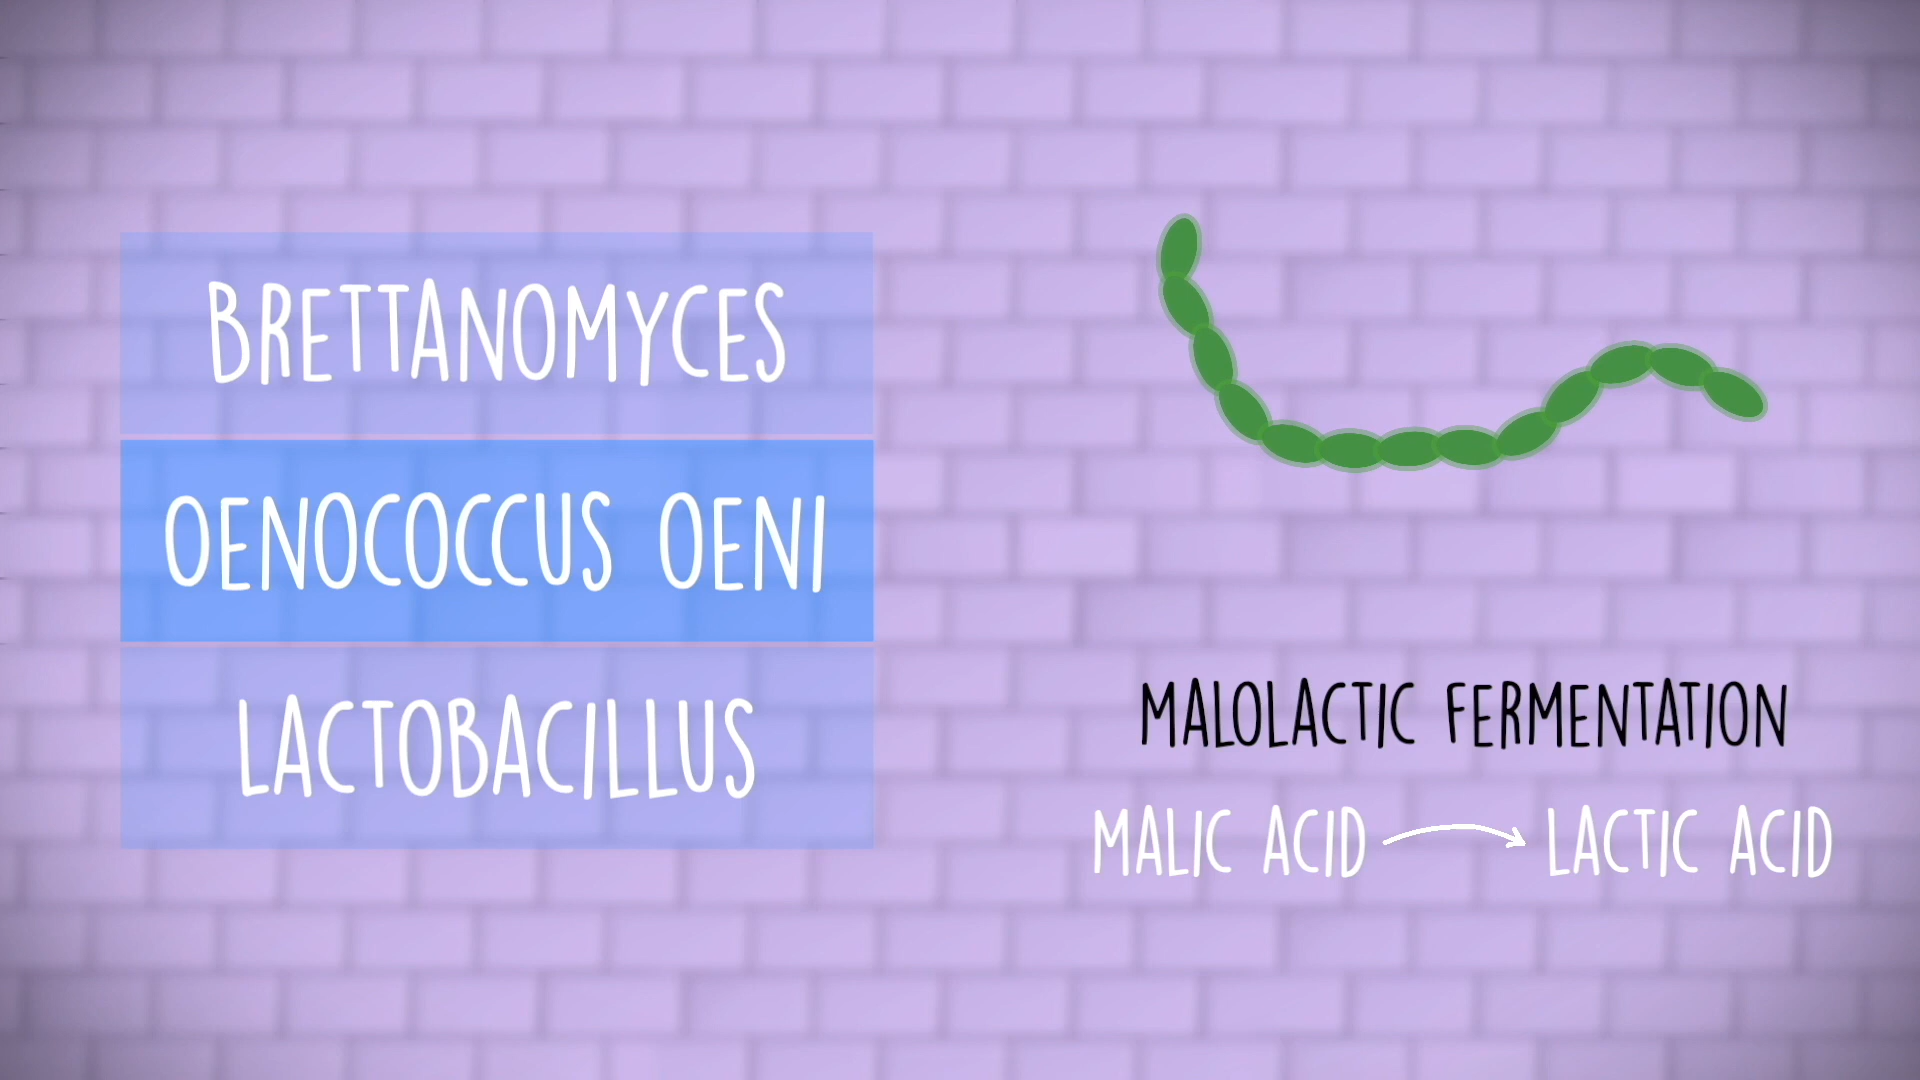 BRETTANOMYCES
OENOCOCCUS OENI
LACTOBACILLUS
MALOLACTIC FERMENTATION
MALIC ACID → LACTIC ACID